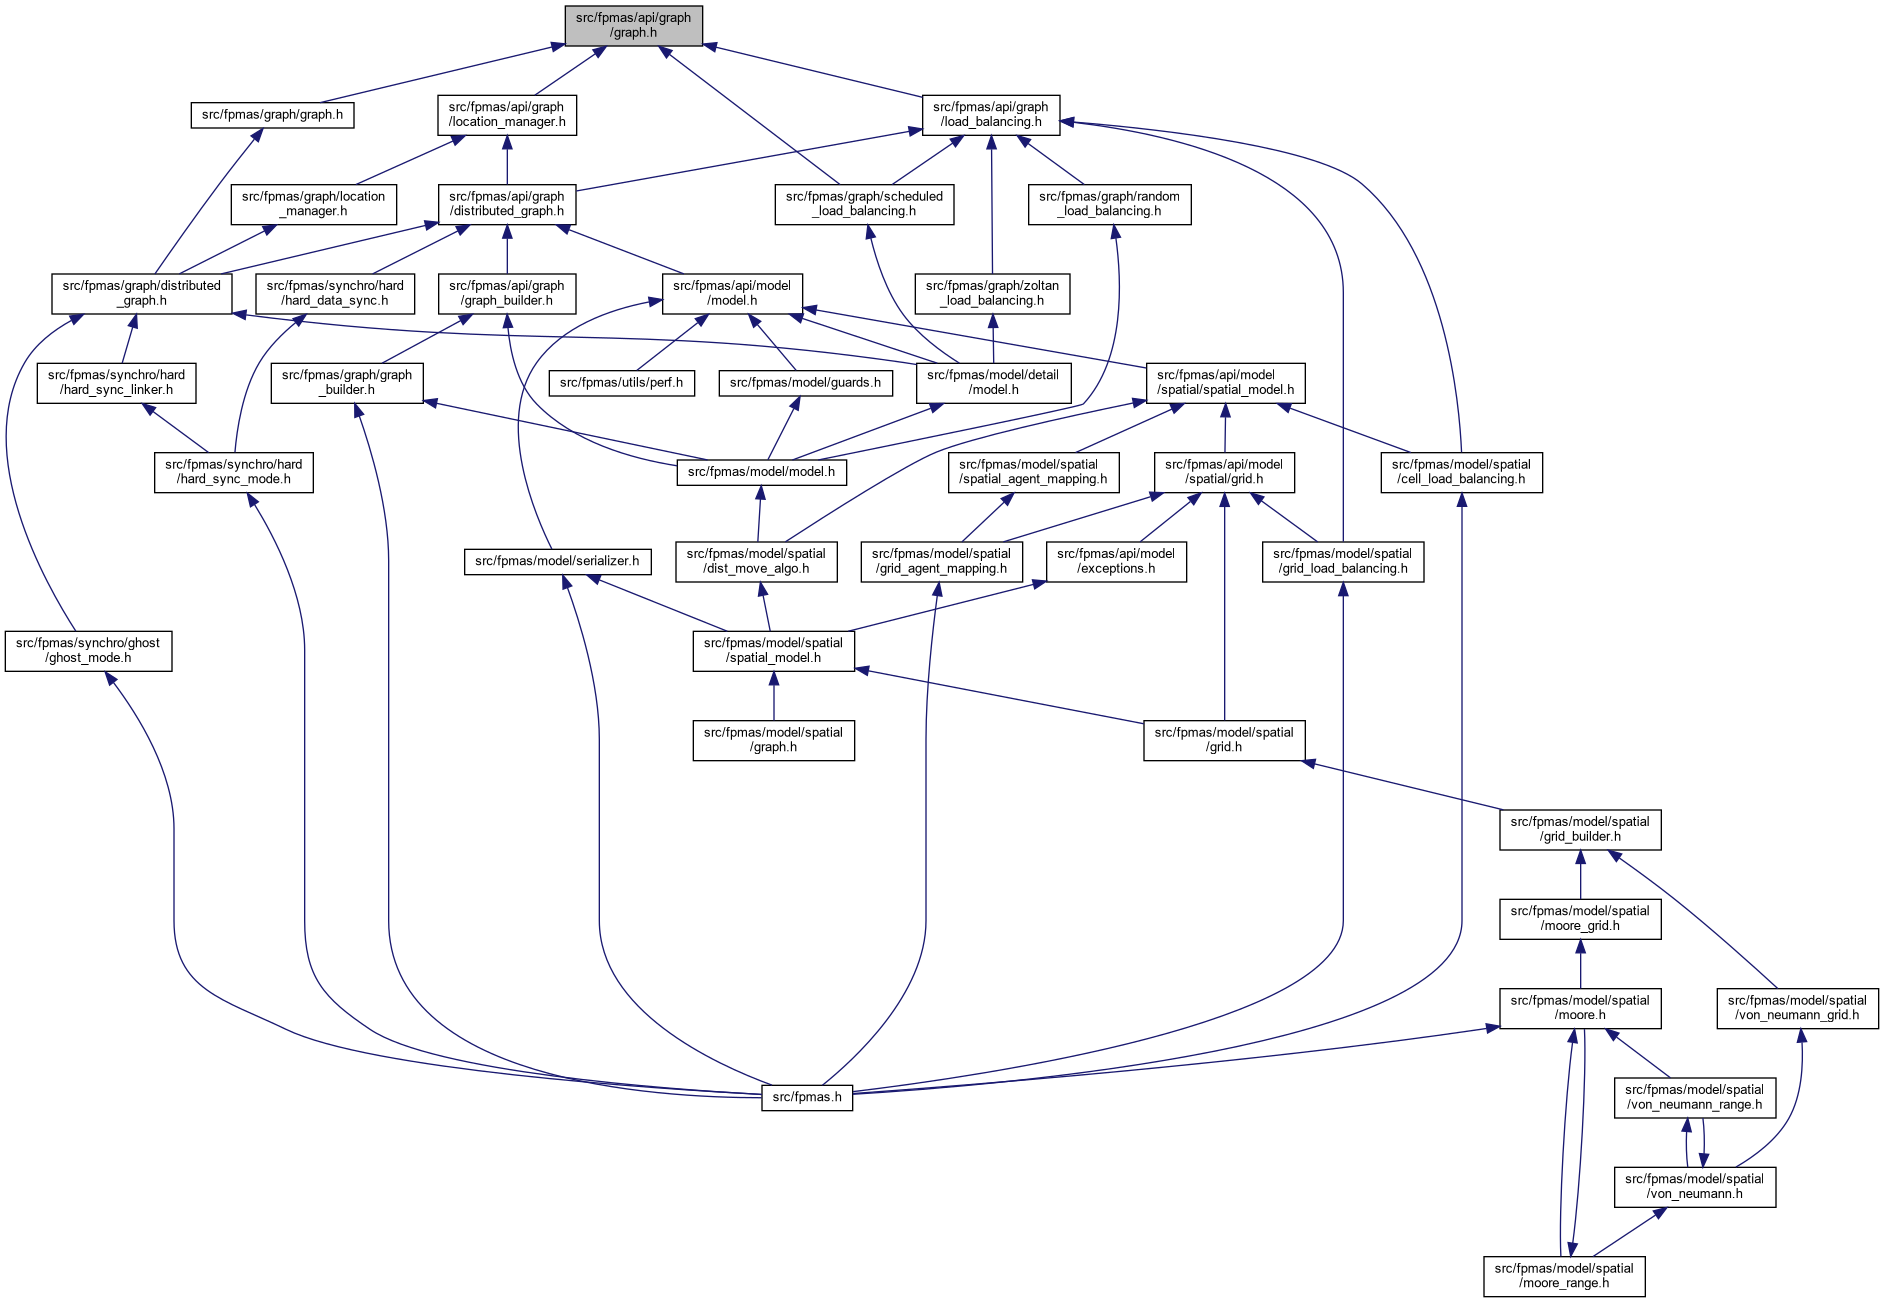 src/fpmas/api/graph
/graph.h
src/fpmas/graph/graph.h
src/fpmas/api/graph
/location_manager.h
src/fpmas/api/graph
/load_balancing.h
src/fpmas/graph/location
_manager.h
src/fpmas/api/graph
/distributed_graph.h
src/fpmas/graph/scheduled
_load_balancing.h
src/fpmas/graph/random
_load_balancing.h
src/fpmas/graph/distributed
_graph.h
src/fpmas/synchro/hard
/hard_data_sync.h
src/fpmas/api/graph
/graph_builder.h
src/fpmas/api/model
/model.h
src/fpmas/graph/zoltan
_load_balancing.h
src/fpmas/synchro/hard
/hard_sync_linker.h
src/fpmas/graph/graph
_builder.h
src/fpmas/utils/perf.h
src/fpmas/model/guards.h
src/fpmas/model/detail
/model.h
src/fpmas/api/model
/spatial/spatial_model.h
src/fpmas/synchro/hard
/hard_sync_mode.h
src/fpmas/model/model.h
src/fpmas/model/spatial
/spatial_agent_mapping.h
src/fpmas/api/model
/spatial/grid.h
src/fpmas/model/spatial
/cell_load_balancing.h
src/fpmas/model/serializer.h
src/fpmas/model/spatial
/dist_move_algo.h
src/fpmas/model/spatial
/grid_agent_mapping.h
src/fpmas/api/model
/exceptions.h
src/fpmas/model/spatial
/grid_load_balancing.h
src/fpmas/synchro/ghost
/ghost_mode.h
src/fpmas/model/spatial
/spatial_model.h
src/fpmas/model/spatial
/graph.h
src/fpmas/model/spatial
/grid.h
src/fpmas/model/spatial
/grid_builder.h
src/fpmas/model/spatial
/moore_grid.h
src/fpmas/model/spatial
/moore.h
src/fpmas/model/spatial
/von_neumann_grid.h
src/fpmas.h
src/fpmas/model/spatial
/von_neumann_range.h
src/fpmas/model/spatial
/von_neumann.h
src/fpmas/model/spatial
/moore_range.h